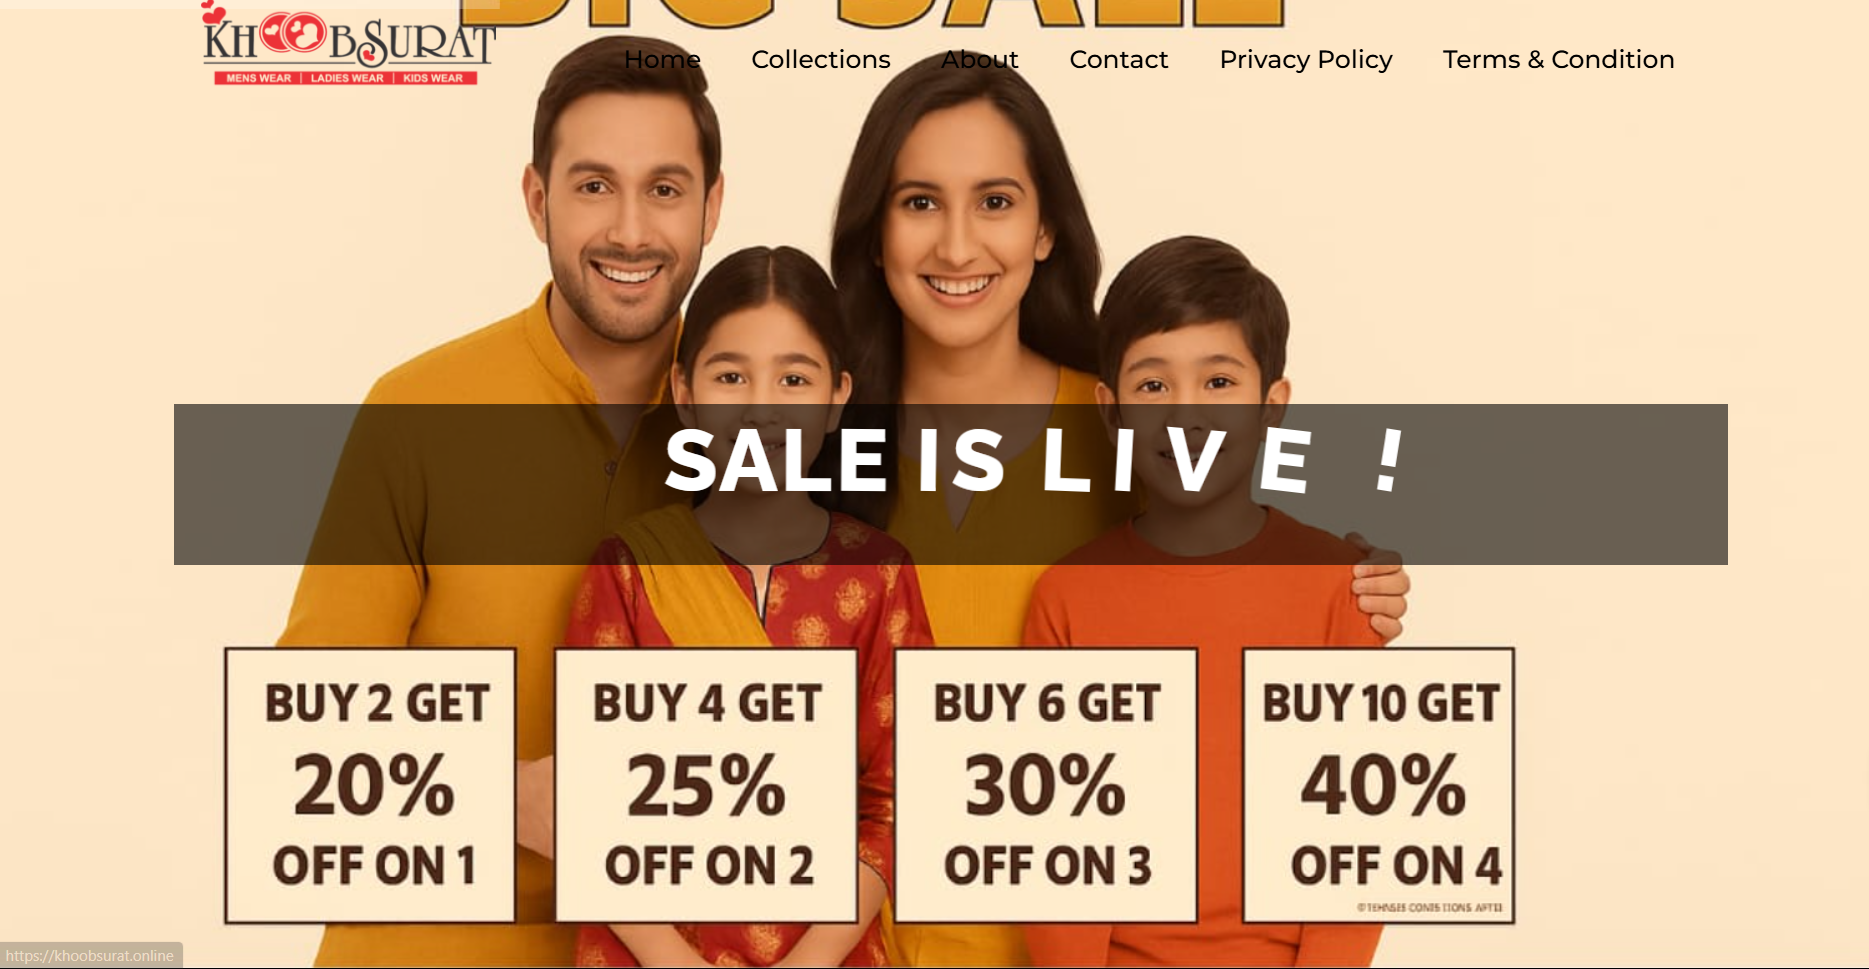 BIG SALE
KHOOBSURAT
MENS WEAR | LADIES WEAR | KIDS WEAR
Home Collections About Contact Privacy Policy Terms & Condition
SALE IS LIVE !
BUY 2 GET
20%
OFF ON 1
BUY 4 GET
25%
OFF ON 2
BUY 6 GET
30%
OFF ON 3
BUY 10 GET
40%
OFF ON 4
https://khoobsurat.online